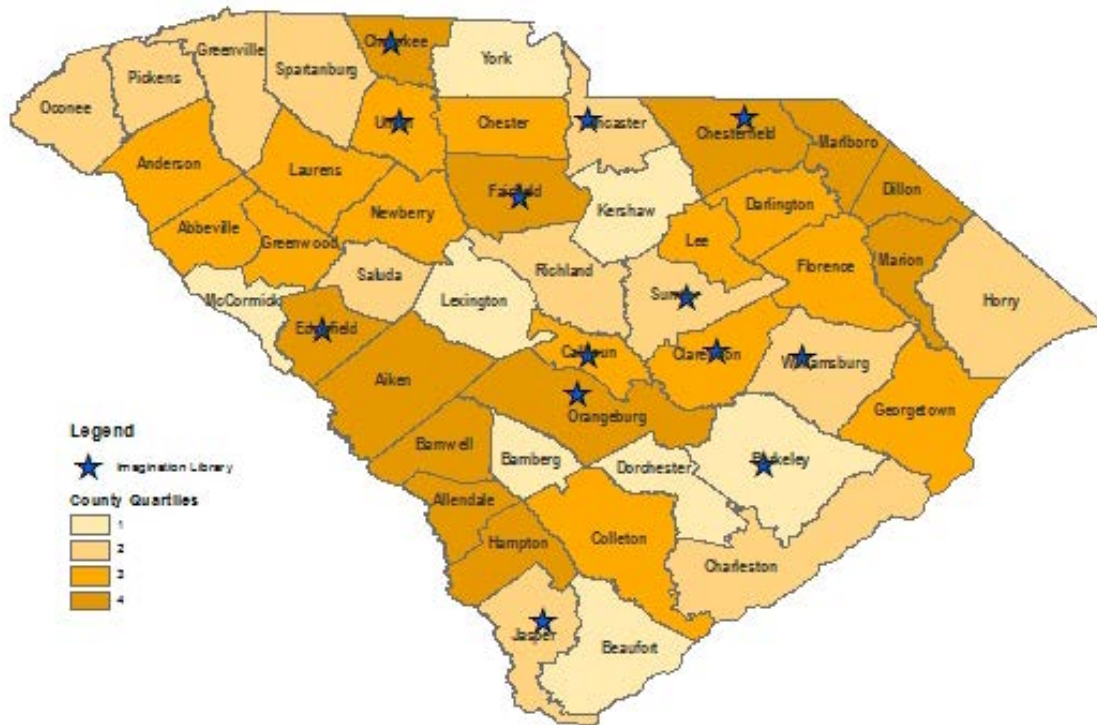 Cherokee
York
Greenville
Spartanburg
Pickens
Oconee
Union
Chester
Lancaster
Chesterfield
Marlboro
Anderson
Laurens
Fairfield
Kershaw
Darlington
Dillon
Abbeville
Greenwood
Newberry
Lee
Florence
Marion
Saluda
Richland
McCormick
Lexington
Sumter
Horry
Edgefield
Calhoun
Clarendon
Williamsburg
Aiken
Orangeburg
Georgetown
Barnwell
Bamberg
Dorchester
Berkeley
Allendale
Hampton
Colleton
Charleston
Jasper
Beaufort
Legend
Imagination Library
County Quartiles
1
2
3
4